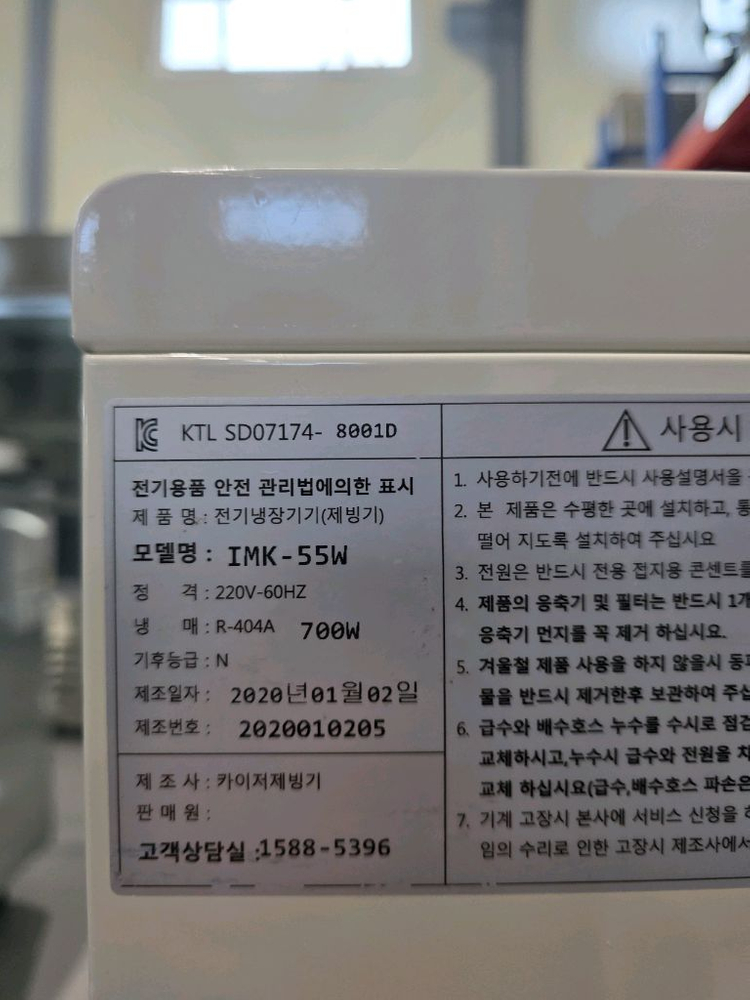 KC KTL SD07174- 8001D
전기용품 안전 관리법에의한 표시
제 품 명 : 전기냉장기기(제빙기)
모델명 : IMK-55W
정 격 : 220V-60HZ
냉 매 : R-404A 700W
기후등급 : N
제조일자 : 2020년01월02일
제조번호 : 2020010205
제 조 사 : 카이저제빙기
판 매 원 :
고객상담실 :1588-5396
사용시
1. 사용하기전에 반드시 사용설명서을
2. 본 제품은 수평한 곳에 설치하고,
떨어 지도록 설치하여 주십시요
3. 전원은 반드시 전용 접지용 콘센트를
4. 제품의 응축기 및 필터는 반드시 1개
응축기 먼지를 꼭 제거 하십시요.
5. 겨울철 제품 사용을 하지 않을시 동파
물을 반드시 제거한후 보관하여 주십
6. 급수와 배수호스 누수를 수시로 점검
교체하시고,누수시 급수와 전원을 차
교체 하십시요(급수,배수호스 파손은
7. 기계 고장시 본사에 서비스 신청을 하
임의 수리로 인한 고장시 제조사에서